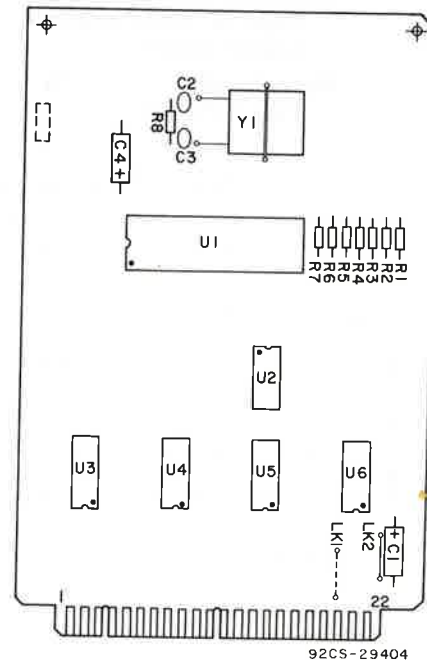 C2
Y1
R8
C3
C4+
U1
R7
R6
R5
R4
R3
R2
R1
U2
U3
U4
U5
U6
LK1
LK2
+C1
1
22
92CS-29404